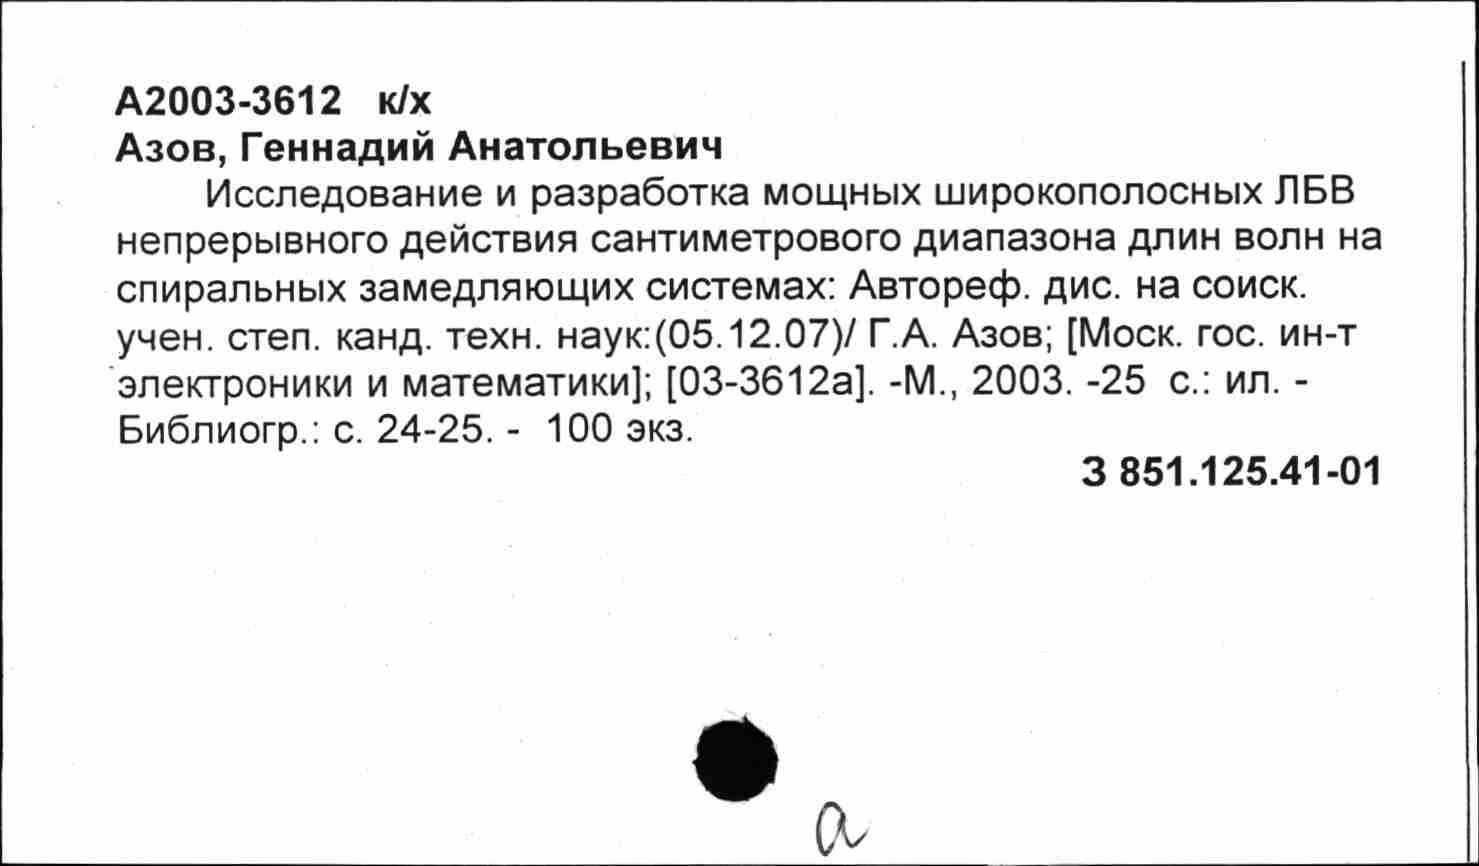 А2003-3612 к/х
Азов, Геннадий Анатольевич
Исследование и разработка мощных широкополосных ЛБВ
непрерывного действия сантиметрового диапазона длин волн на
спиральных замедляющих системах: Автореф. дис. на соиск.
учен. степ. канд. техн. наук:(05.12.07)/ Г.А. Азов; [Моск. гос. ин-т
электроники и математики]; [03-3612а]. -М., 2003. -25 с.: ил. -
Библиогр.: с. 24-25. - 100 экз.
З 851.125.41-01
а